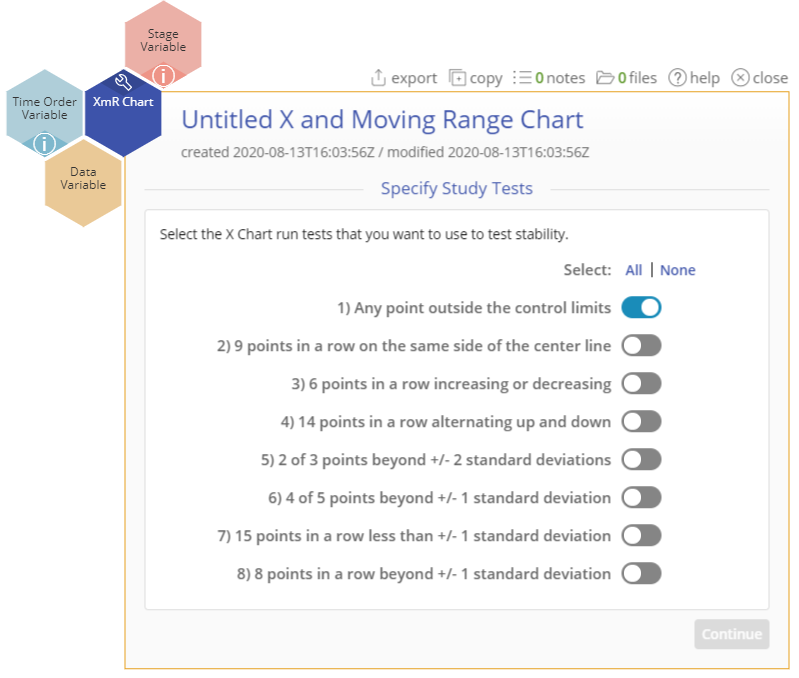 Stage
Variable
Time Order
Variable
XmR Chart
Data
Variable
export copy 0 notes 0 files help close
Untitled X and Moving Range Chart
created 2020-08-13T16:03:56Z / modified 2020-08-13T16:03:56Z
Specify Study Tests
Select the X Chart run tests that you want to use to test stability.
Select: All | None
1) Any point outside the control limits
2) 9 points in a row on the same side of the center line
3) 6 points in a row increasing or decreasing
4) 14 points in a row alternating up and down
5) 2 of 3 points beyond +/- 2 standard deviations
6) 4 of 5 points beyond +/- 1 standard deviation
7) 15 points in a row less than +/- 1 standard deviation
8) 8 points in a row beyond +/- 1 standard deviation
Continue